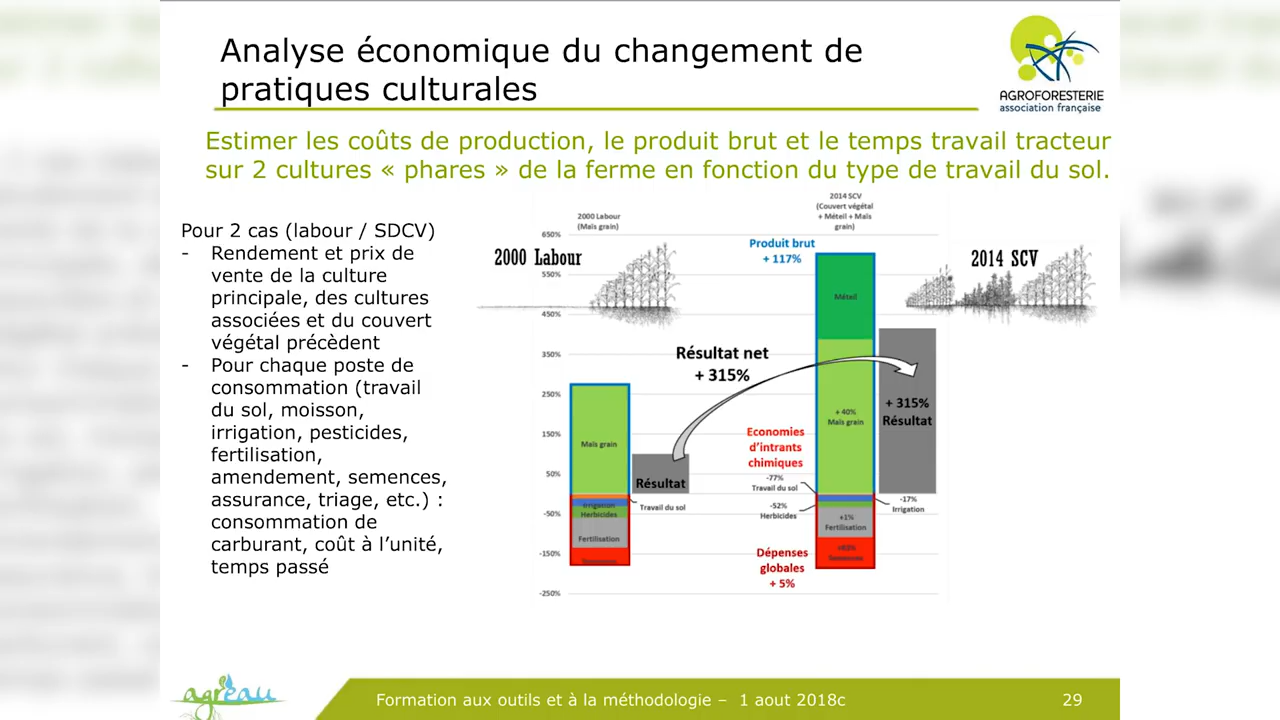 Analyse économique du changement de
pratiques culturales
AGROFORESTERIE
association française
Estimer les coûts de production, le produit brut et le temps travail tracteur
sur 2 cultures « phares » de la ferme en fonction du type de travail du sol.
Pour 2 cas (labour / SDCV)
- Rendement et prix de
vente de la culture
principale, des cultures
associées et du couvert
végétal précèdent
- Pour chaque poste de
consommation (travail
du sol, moisson,
irrigation, pesticides,
fertilisation,
amendement, semences,
assurance, triage, etc.) :
consommation de
carburant, coût à l’unité,
temps passé
2000 Labour
(Maïs grain)
2014 SCV
(Couvert végétal
+ Méteil + Maïs
grain)
650%
550%
450%
350%
250%
150%
50%
-50%
-150%
-250%
2000 Labour
Produit brut
+ 117%
2014 SCV
Méteil
Résultat net
+ 315%
+ 40%
Maïs grain
+ 315%
Résultat
Maïs grain
Résultat
Economies
d’intrants
chimiques
-77%
Travail du sol
-52%
Herbicides
-17%
Irrigation
Irrigation
Herbicides
Travail du sol
Fertilisation
+1%
Fertilisation
Dépenses
globales
+ 5%
agr'eau
Formation aux outils et à la méthodologie – 1 aout 2018c
29